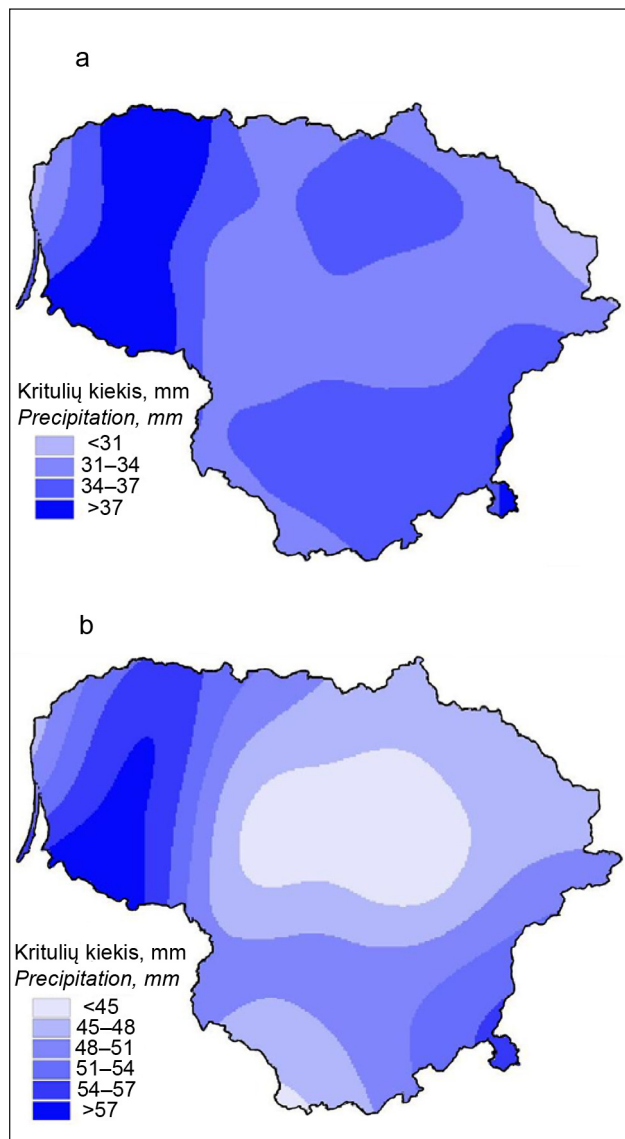 a
Kritulių kiekis, mm
Precipitation, mm
<31
31–34
34–37
>37
b
Kritulių kiekis, mm
Precipitation, mm
<45
45–48
48–51
51–54
54–57
>57